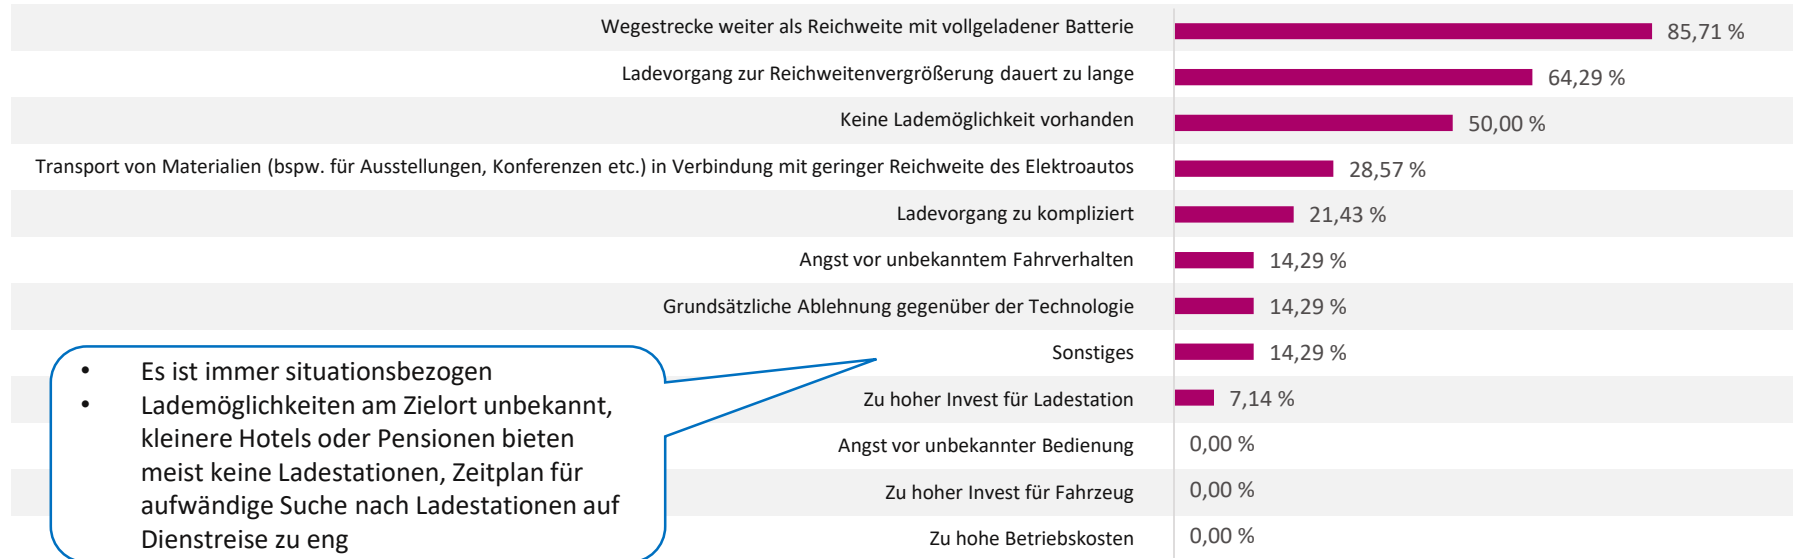 Wegestrecke weiter als Reichweite mit vollgeladener Batterie 85,71 %
Ladevorgang zur Reichweitenvergrößerung dauert zu lange 64,29 %
Keine Lademöglichkeit vorhanden 50,00 %
Transport von Materialien (bspw. für Ausstellungen, Konferenzen etc.) in Verbindung mit geringer Reichweite des Elektroautos 28,57 %
Ladevorgang zu kompliziert 21,43 %
Angst vor unbekanntem Fahrverhalten 14,29 %
Grundsätzliche Ablehnung gegenüber der Technologie 14,29 %
Sonstiges 14,29 %
Zu hoher Invest für Ladestation 7,14 %
Angst vor unbekannter Bedienung 0,00 %
Zu hoher Invest für Fahrzeug 0,00 %
Zu hohe Betriebskosten 0,00 %
• Es ist immer situationsbezogen
• Lademöglichkeiten am Zielort unbekannt,
kleinere Hotels oder Pensionen bieten
meist keine Ladestationen, Zeitplan für
aufwändige Suche nach Ladestationen auf
Dienstreise zu eng